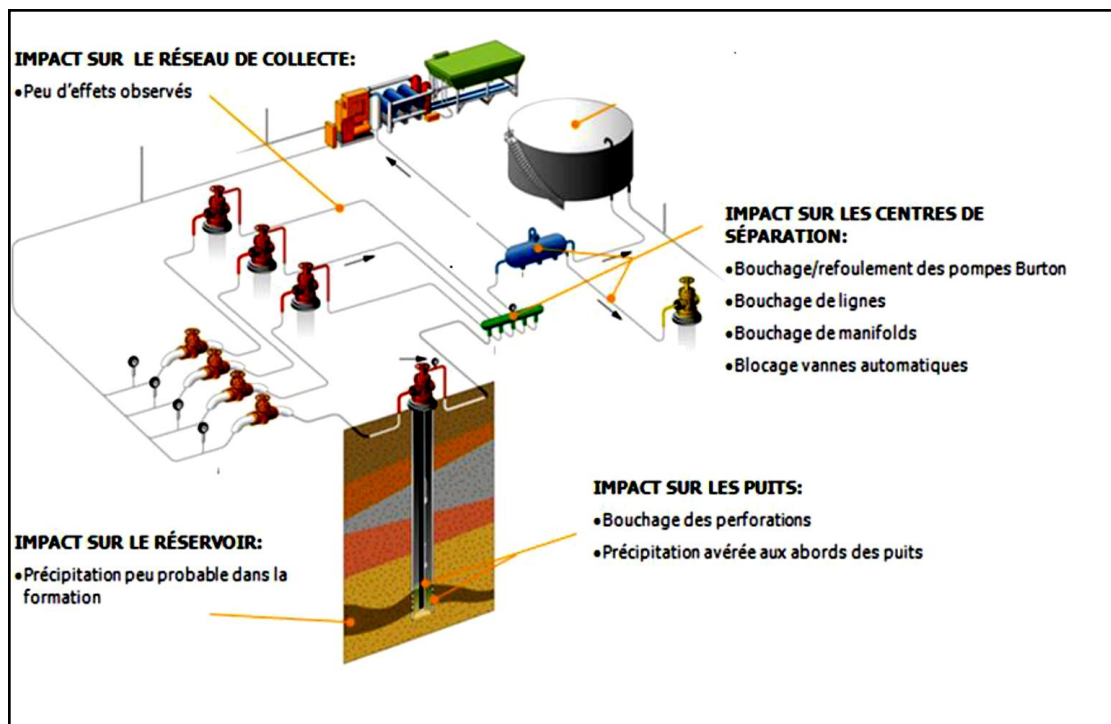 IMPACT SUR LE RÉSEAU DE COLLECTE:
•Peu d'effets observés
IMPACT SUR LES CENTRES DE
SÉPARATION:
•Bouchage/refoulement des pompes Burton
•Bouchage de lignes
•Bouchage de manifolds
•Blocage vannes automatiques
IMPACT SUR LES PUITS:
•Bouchage des perforations
•Précipitation avérée aux abords des puits
IMPACT SUR LE RÉSERVOIR:
•Précipitation peu probable dans la
formation